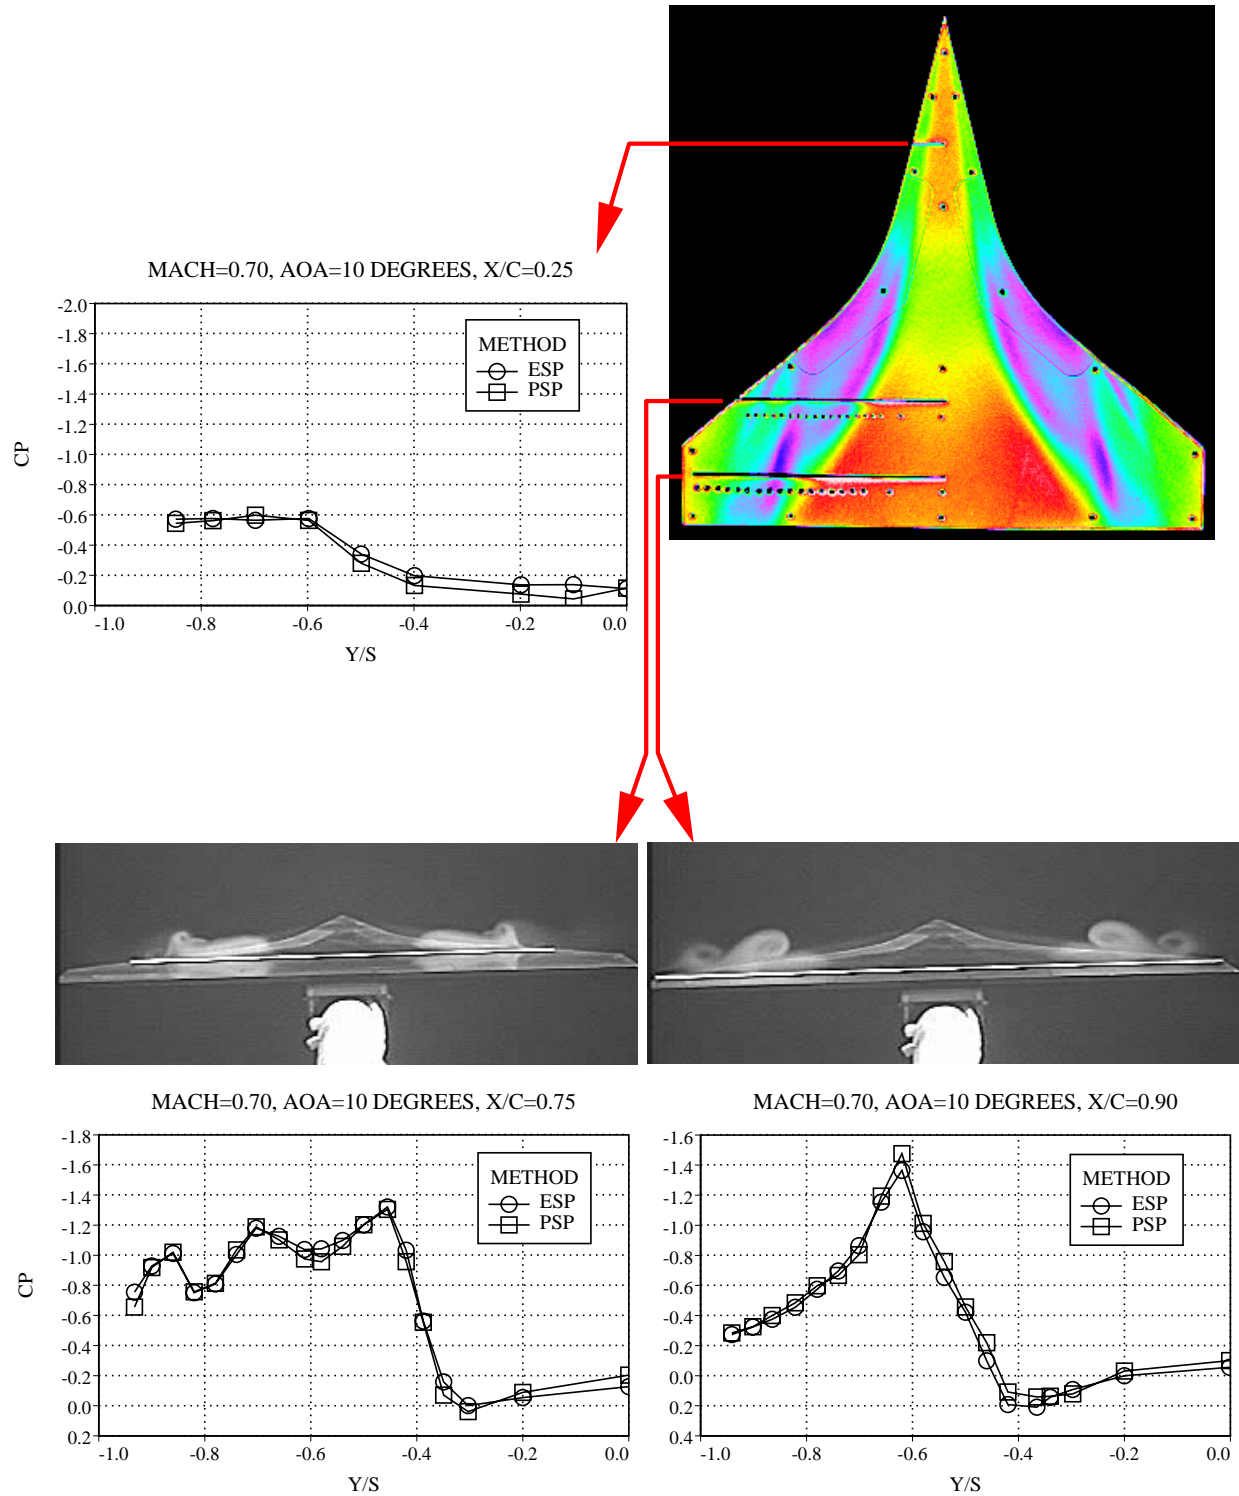 MACH=0.70, AOA=10 DEGREES, X/C=0.25
-2.0
-1.8
-1.6
-1.4
-1.2
-1.0
-0.8
-0.6
-0.4
-0.2
0.0
CP
METHOD
ESP
PSP
-1.0 -0.8 -0.6 -0.4 -0.2 0.0
Y/S
MACH=0.70, AOA=10 DEGREES, X/C=0.75
-1.8
-1.6
-1.4
-1.2
-1.0
-0.8
-0.6
-0.4
-0.2
0.0
0.2
CP
METHOD
ESP
PSP
-1.0 -0.8 -0.6 -0.4 -0.2 0.0
Y/S
MACH=0.70, AOA=10 DEGREES, X/C=0.90
-1.6
-1.4
-1.2
-1.0
-0.8
-0.6
-0.4
-0.2
0.0
0.2
0.4
METHOD
ESP
PSP
-1.0 -0.8 -0.6 -0.4 -0.2 0.0
Y/S